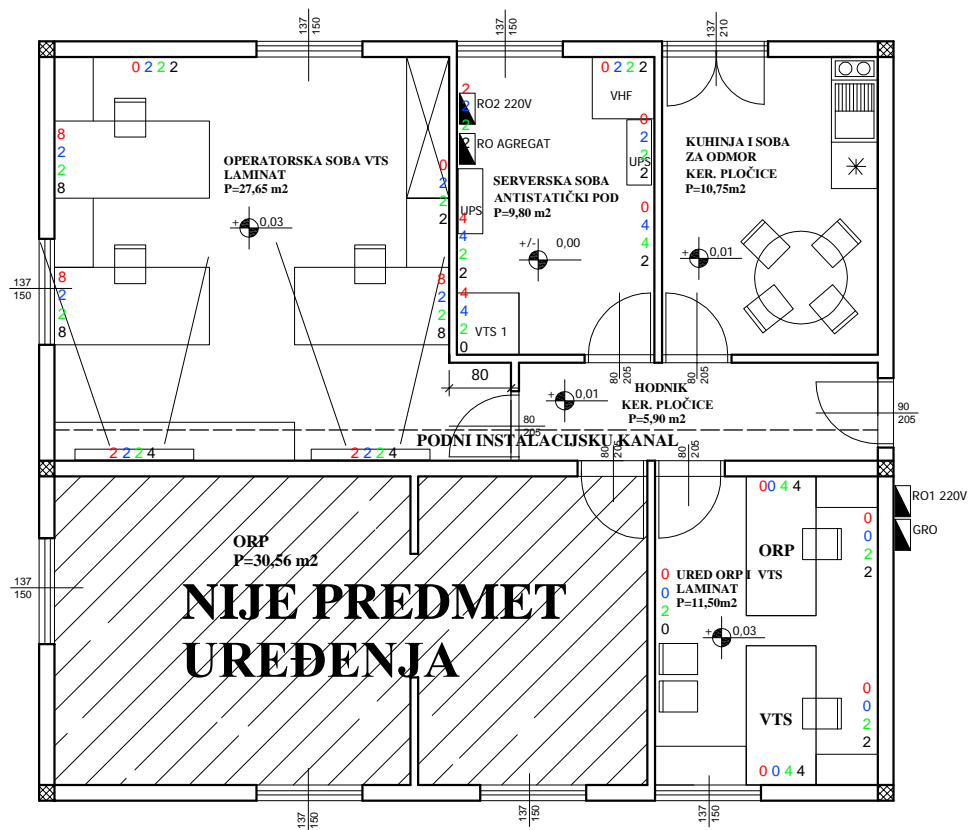 137
150
137
150
137
210
0 2 2 2
0 2 2 2
VHF
RO2 220V
RO AGREGAT
2
2
2
2
0
2
2
2
UPS
8
2
2
8
OPERATORSKA SOBA VTS
LAMINAT
P=27,65 m2
+ 0,03
0
2
2
2
SERVERSKA SOBA
ANTISTATIČKI POD
P=9,80 m2
+/- 0,00
UPS
KUHINJA I SOBA
ZA ODMOR
KER. PLOČICE
P=10,75m2
+ 0,01
0
4
4
2
4
4
2
2
137
150
8
2
2
8
8
2
2
8
4
4
2
0
VTS 1
80
80
205
80
205
+ 0,01
HODNIK
KER. PLOČICE
P=5,90 m2
80
205
90
205
PODNI INSTALACIJSKU KANAL
2 2 2 4
2 2 2 4
80
205
80
205
0 0 4 4
RO1 220V
GRO
ORP
P=30,56 m2
NIJE PREDMET
UREĐENJA
137
150
ORP
0
0
2
2
0
0
2
0
URED ORP I VTS
LAMINAT
P=11,50m2
+ 0,03
VTS
0
0
2
2
0 0 4 4
137
150
137
150
137
150